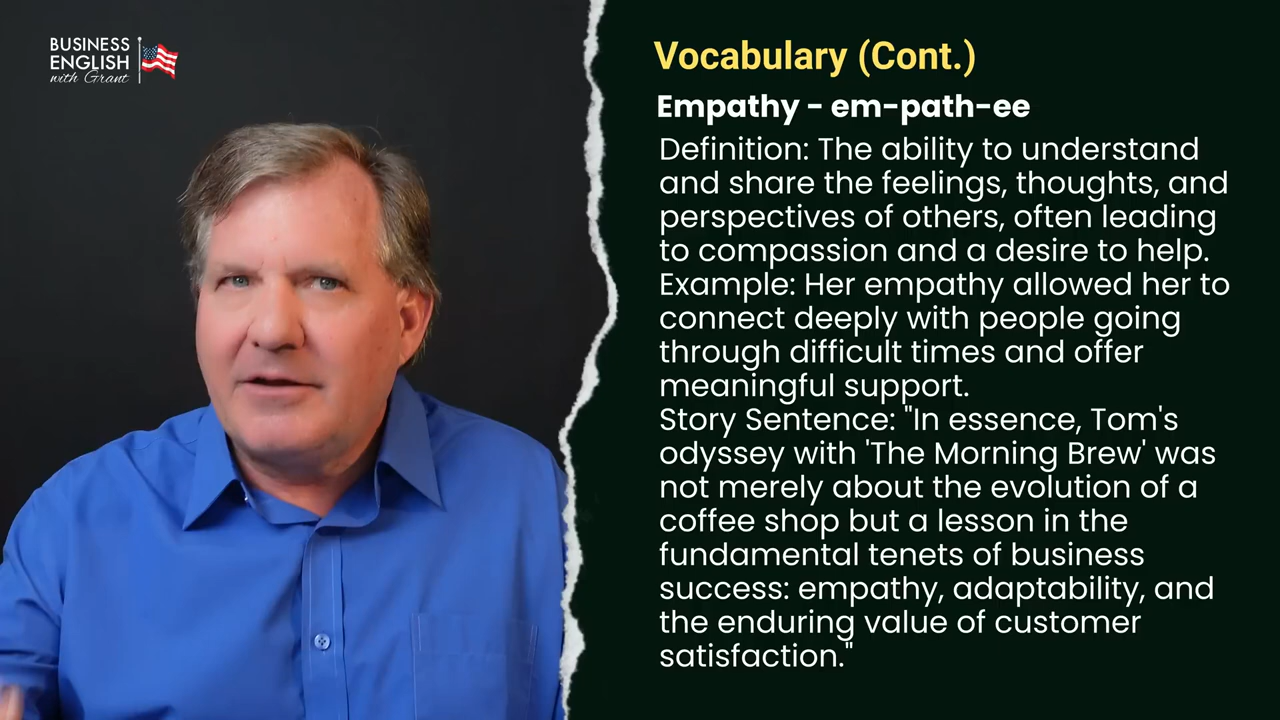 BUSINESS
ENGLISH
with Grant
Vocabulary (Cont.)
Empathy - em-path-ee
Definition: The ability to understand
and share the feelings, thoughts, and
perspectives of others, often leading
to compassion and a desire to help.
Example: Her empathy allowed her to
connect deeply with people going
through difficult times and offer
meaningful support.
Story Sentence: "In essence, Tom's
odyssey with 'The Morning Brew' was
not merely about the evolution of a
coffee shop but a lesson in the
fundamental tenets of business
success: empathy, adaptability, and
the enduring value of customer
satisfaction."